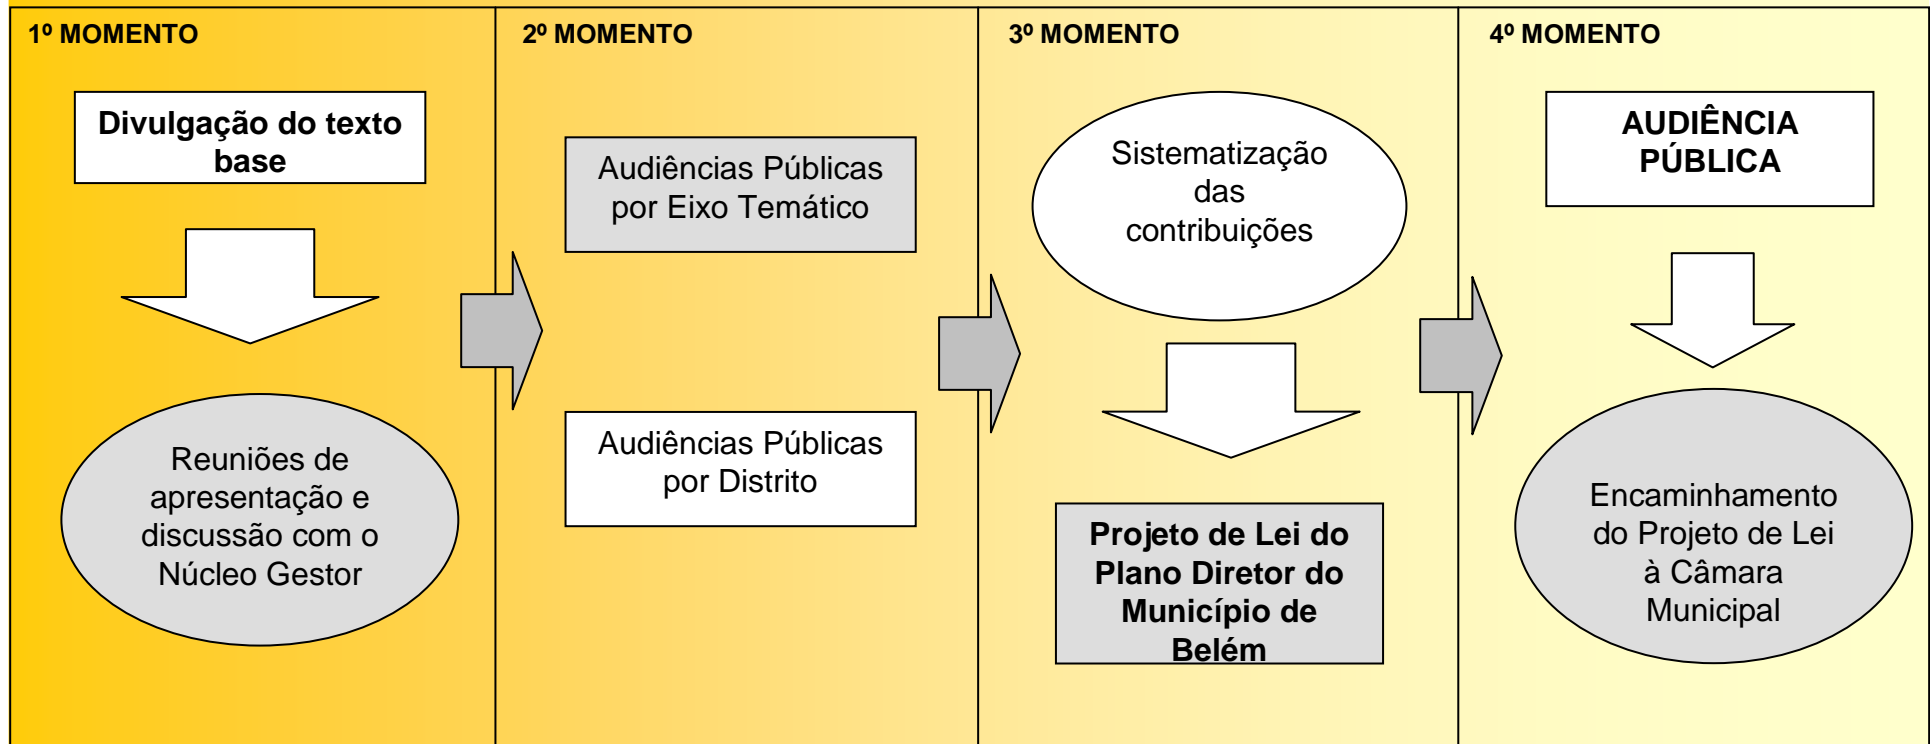 1º MOMENTO
Divulgação do texto
base
Reuniões de
apresentação e
discussão com o
Núcleo Gestor
2º MOMENTO
Audiências Públicas
por Eixo Temático
Audiências Públicas
por Distrito
3º MOMENTO
Sistematização
das
contribuições
Projeto de Lei do
Plano Diretor do
Município de
Belém
4º MOMENTO
AUDIÊNCIA
PÚBLICA
Encaminhamento
do Projeto de Lei
à Câmara
Municipal